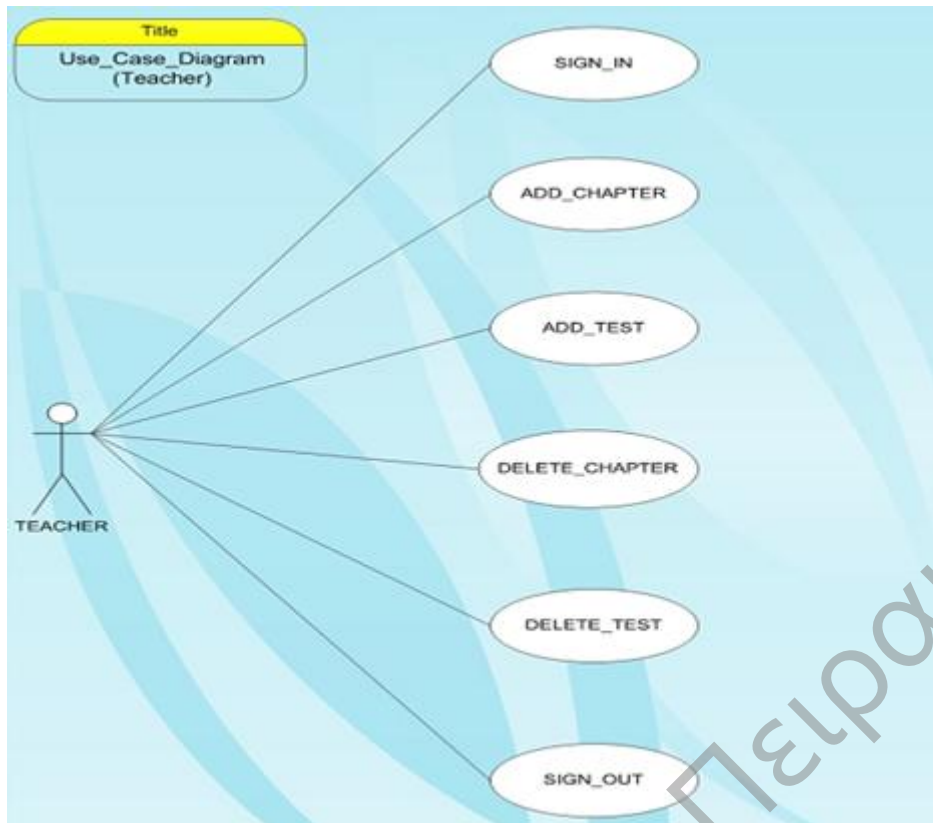 Title
Use_Case_Diagram
(Teacher)
SIGN_IN
ADD_CHAPTER
ADD_TEST
DELETE_CHAPTER
DELETE_TEST
SIGN_OUT
TEACHER